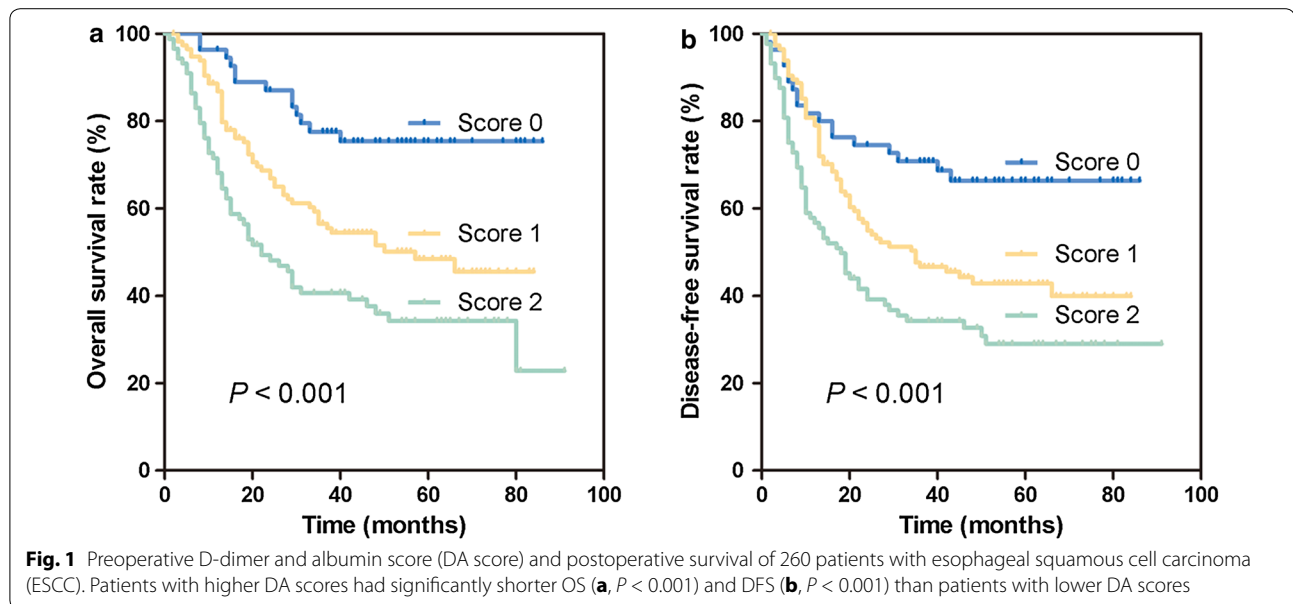 a
100
80
60
40
20
0
Overall survival rate (%)
Score 0
Score 1
Score 2
P < 0.001
0 20 40 60 80 100
Time (months)
b
100
80
60
40
20
0
Disease-free survival rate (%)
Score 0
Score 1
Score 2
P < 0.001
0 20 40 60 80 100
Time (months)
Fig. 1 Preoperative D-dimer and albumin score (DA score) and postoperative survival of 260 patients with esophageal squamous cell carcinoma
(ESCC). Patients with higher DA scores had significantly shorter OS (a, P < 0.001) and DFS (b, P < 0.001) than patients with lower DA scores